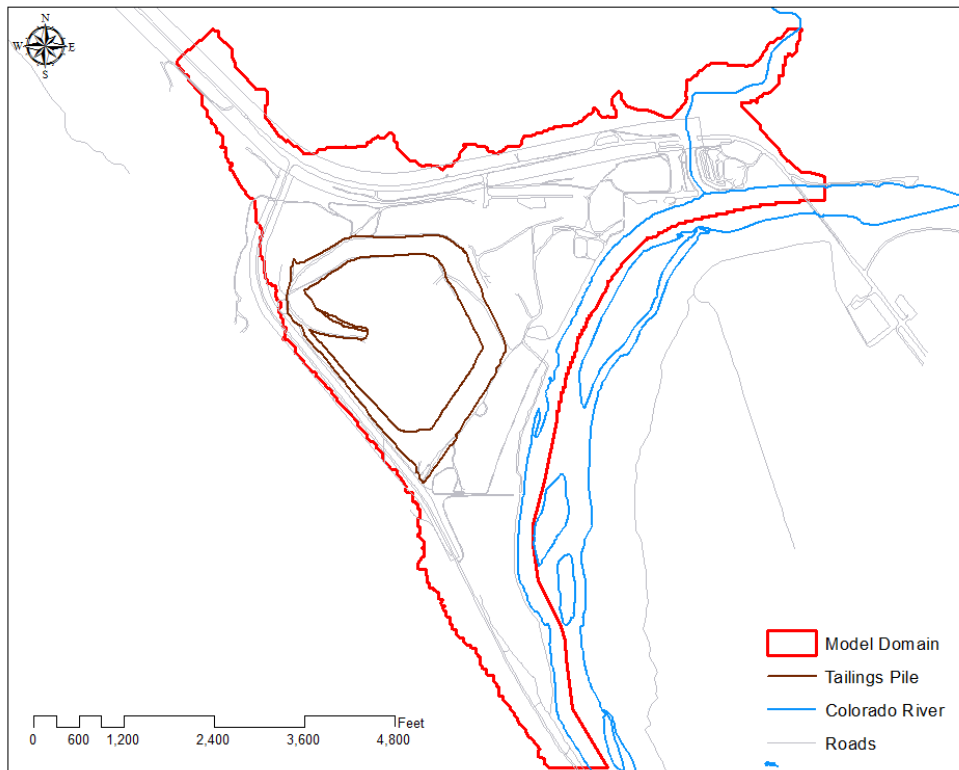 N
W E
S
Model Domain
Tailings Pile
Colorado River
Roads
Feet
0 600 1,200 2,400 3,600 4,800